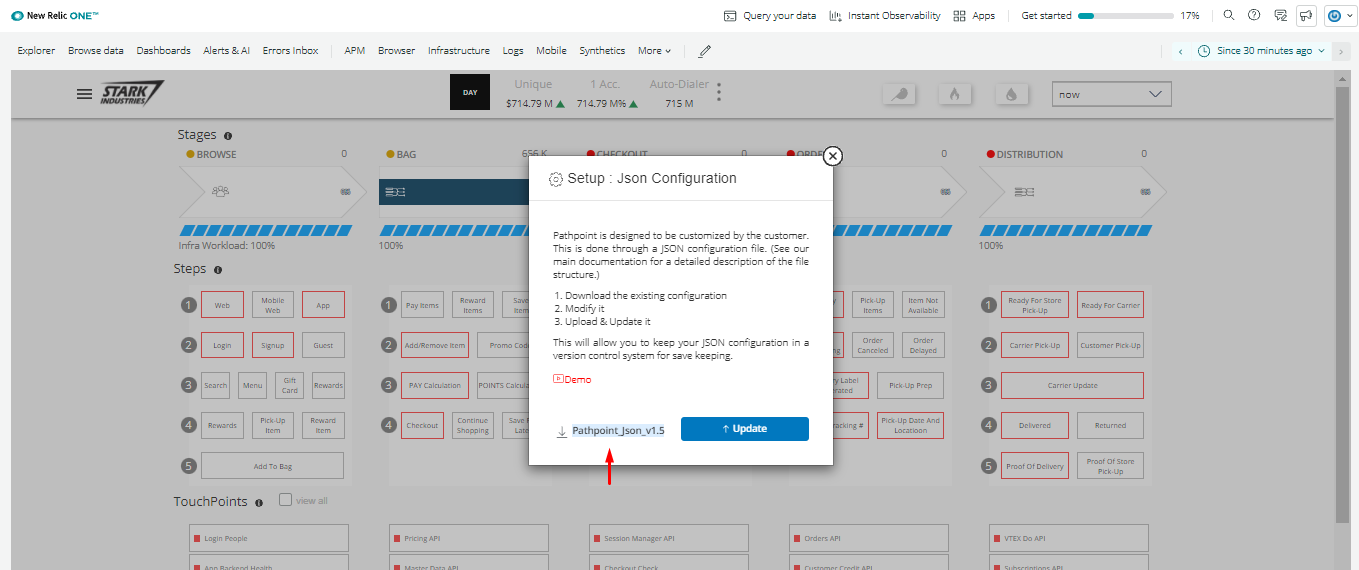 New Relic ONE™
Query your data
Instant Observability
Apps
Get started
17%
Explorer
Browse data
Dashboards
Alerts & AI
Errors Inbox
APM
Browser
Infrastructure
Logs
Mobile
Synthetics
More
Since 30 minutes ago
STARK
INDUSTRIES
DAY
Unique
$714.79 M
1 Acc.
714.79 M%
Auto-Dialer
715 M
now
Stages
BROWSE
0
BAG
656 K
CHECKOUT
0
0
DISTRIBUTION
0
Infra Workload: 100%
100%
100%
Setup : Json Configuration
Pathpoint is designed to be customized by the customer.
This is done through a JSON configuration file. (See our
main documentation for a detailed description of the file
structure.)
1. Download the existing configuration
2. Modify it
3. Upload & Update it
This will allow you to keep your JSON configuration in a
version control system for save keeping.
Demo
Pathpoint_Json_v1.5
Update
Steps
1
Web
Mobile
Web
App
2
Login
Signup
Guest
3
Search
Menu
Gift
Card
Rewards
4
Rewards
Pick-Up
Item
Reward
Item
5
Add To Bag
1
Pay Items
Reward
Items
2
Add/Remove Item
3
PAY Calculation
4
Checkout
Continue
Shopping
Pick-Up
Items
Item Not
Available
Order
Canceled
Order
Delayed
Pick-Up Prep
Pick-Up Date And
Locatioon
1
Ready For Store
Pick-Up
Ready For Carrier
2
Carrier Pick-Up
Customer Pick-Up
3
Carrier Update
4
Delivered
Returned
5
Proof Of Delivery
Proof Of Store
Pick-Up
TouchPoints
view all
Login People
Pricing API
Session Manager API
Orders API
VTEX Do API
App Backend Health
Master Data API
Checkout Check
Customer Credit API
Subscriptions API